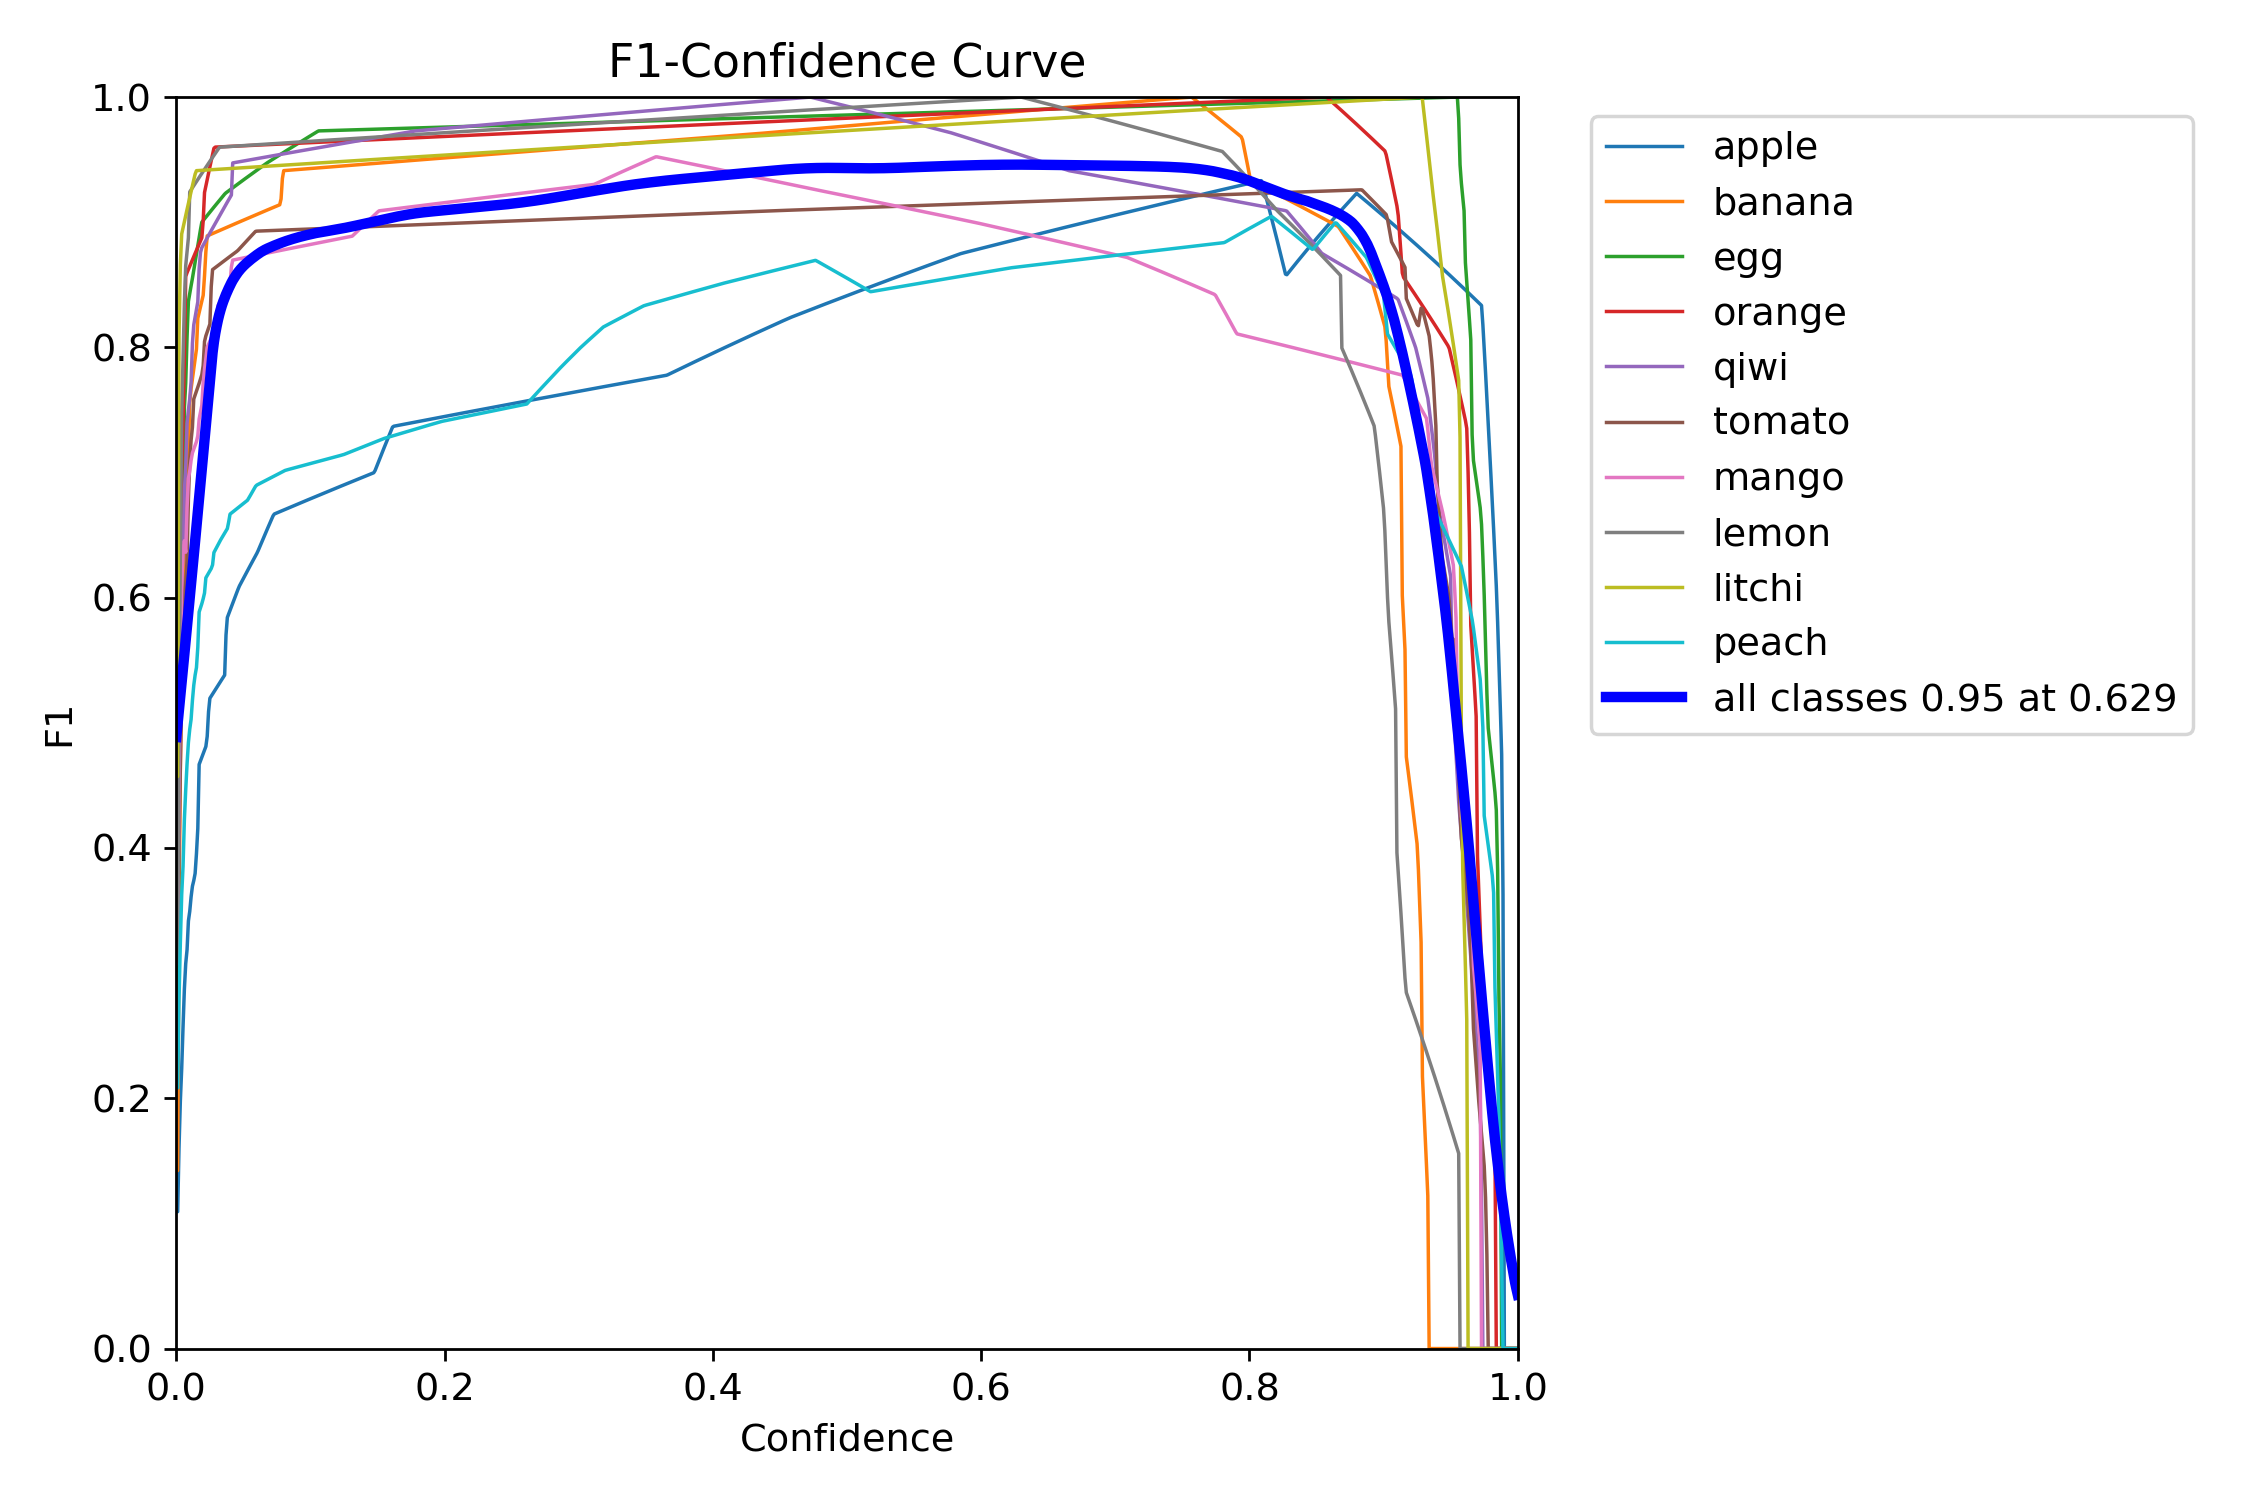 F1-Confidence Curve
1.0
0.8
0.6
0.4
0.2
0.0
F1
0.0 0.2 0.4 0.6 0.8 1.0
Confidence
apple
banana
egg
orange
qiwi
tomato
mango
lemon
litchi
peach
all classes 0.95 at 0.629